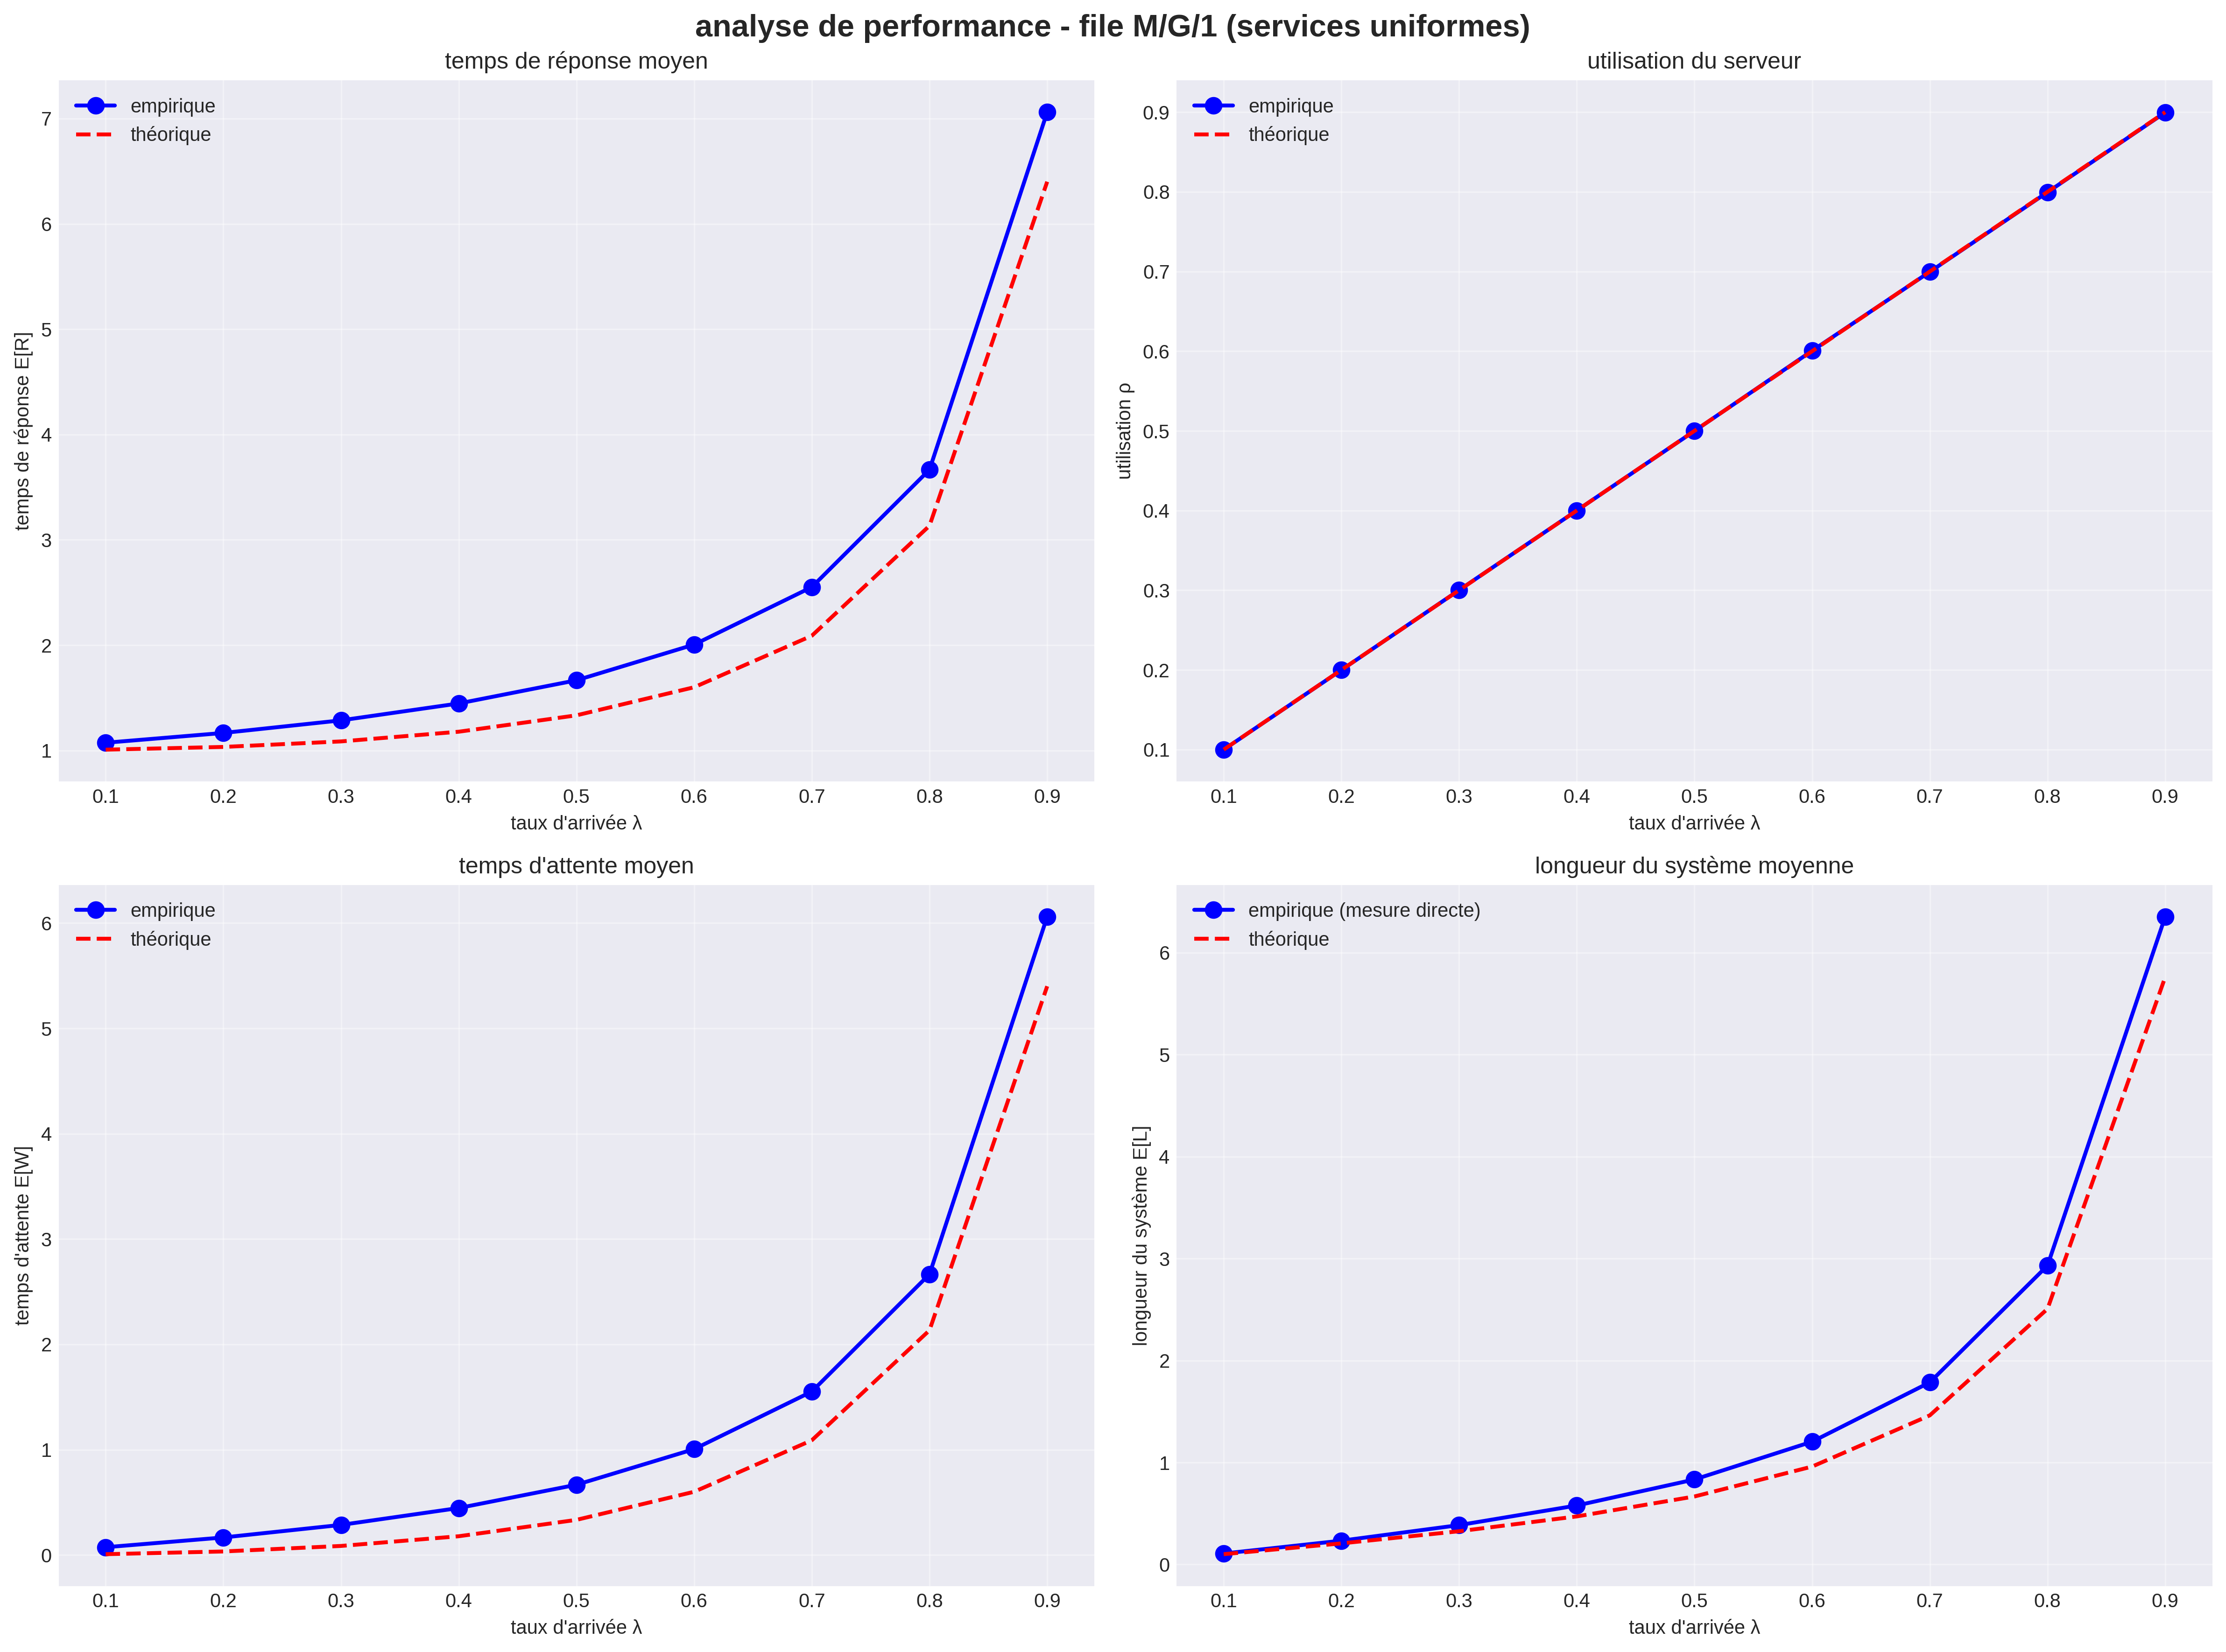 analyse de performance - file M/G/1 (services uniformes)
temps de réponse moyen
empirique
théorique
7
6
5
4
3
2
1
temps de réponse E[R]
0.1 0.2 0.3 0.4 0.5 0.6 0.7 0.8 0.9
taux d'arrivée λ
utilisation du serveur
empirique
théorique
0.9
0.8
0.7
0.6
0.5
0.4
0.3
0.2
0.1
utilisation ρ
0.1 0.2 0.3 0.4 0.5 0.6 0.7 0.8 0.9
taux d'arrivée λ
temps d'attente moyen
empirique
théorique
6
5
4
3
2
1
0
temps d'attente E[W]
0.1 0.2 0.3 0.4 0.5 0.6 0.7 0.8 0.9
taux d'arrivée λ
longueur du système moyenne
empirique (mesure directe)
théorique
6
5
4
3
2
1
0
longueur du système E[L]
0.1 0.2 0.3 0.4 0.5 0.6 0.7 0.8 0.9
taux d'arrivée λ